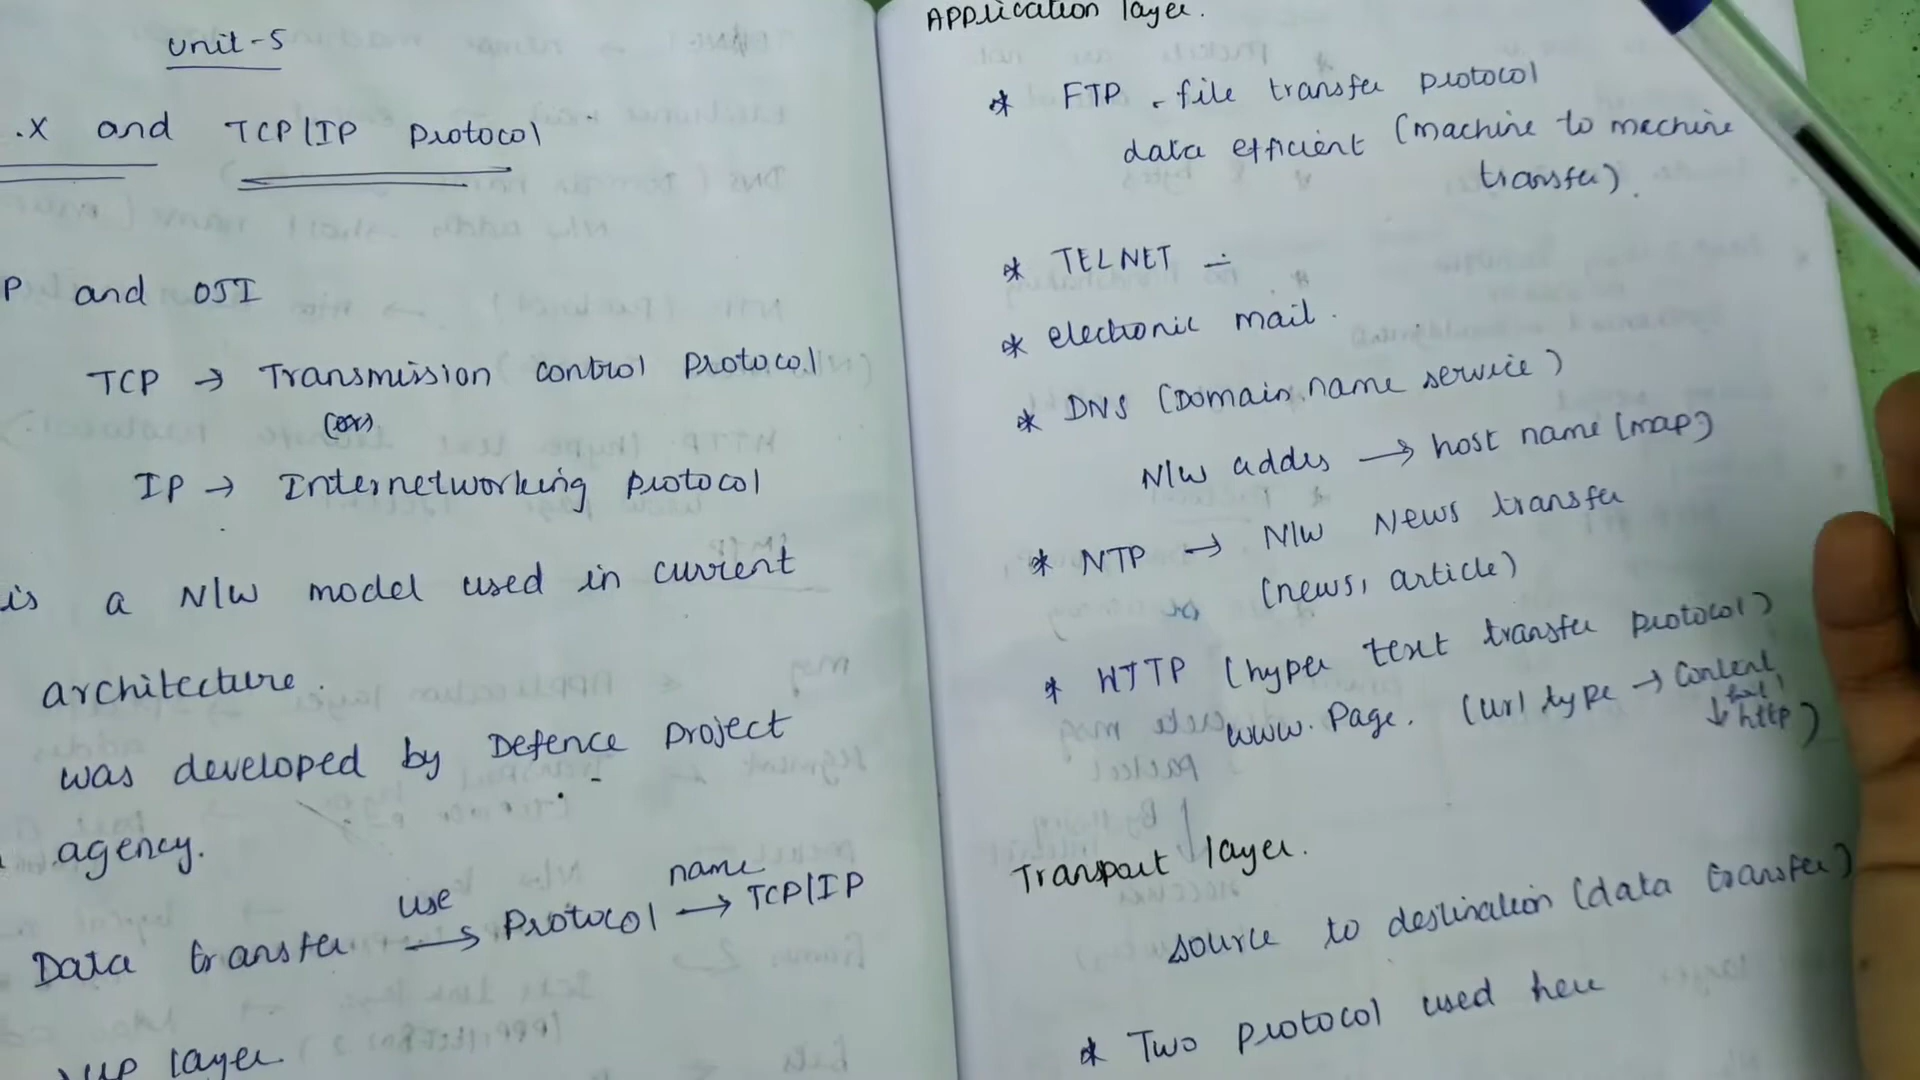 Unit-5
.X and TCP/IP Protocol
P and OSI
TCP → Transmission control Protocol
(or)
IP → Internetworking protocol
is a N/W model used in current
architecture.
was developed by Defence Project
agency.
Data transfer use → Protocol name → TCP/IP
layer
Application layer.
* FTP - file transfer protocol
data efficient (machine to machine
transfer).
* TELNET ÷
* electronic mail.
* DNS (Domain name service)
N/W addrs → host name (map)
* NTP → N/W News transfer
(news, article)
* HTTP (hyper text transfer protocol)
www. Page. (url type → Content,
↓ http)
Transport layer.
source to destination (data transfer)
* Two protocol used here